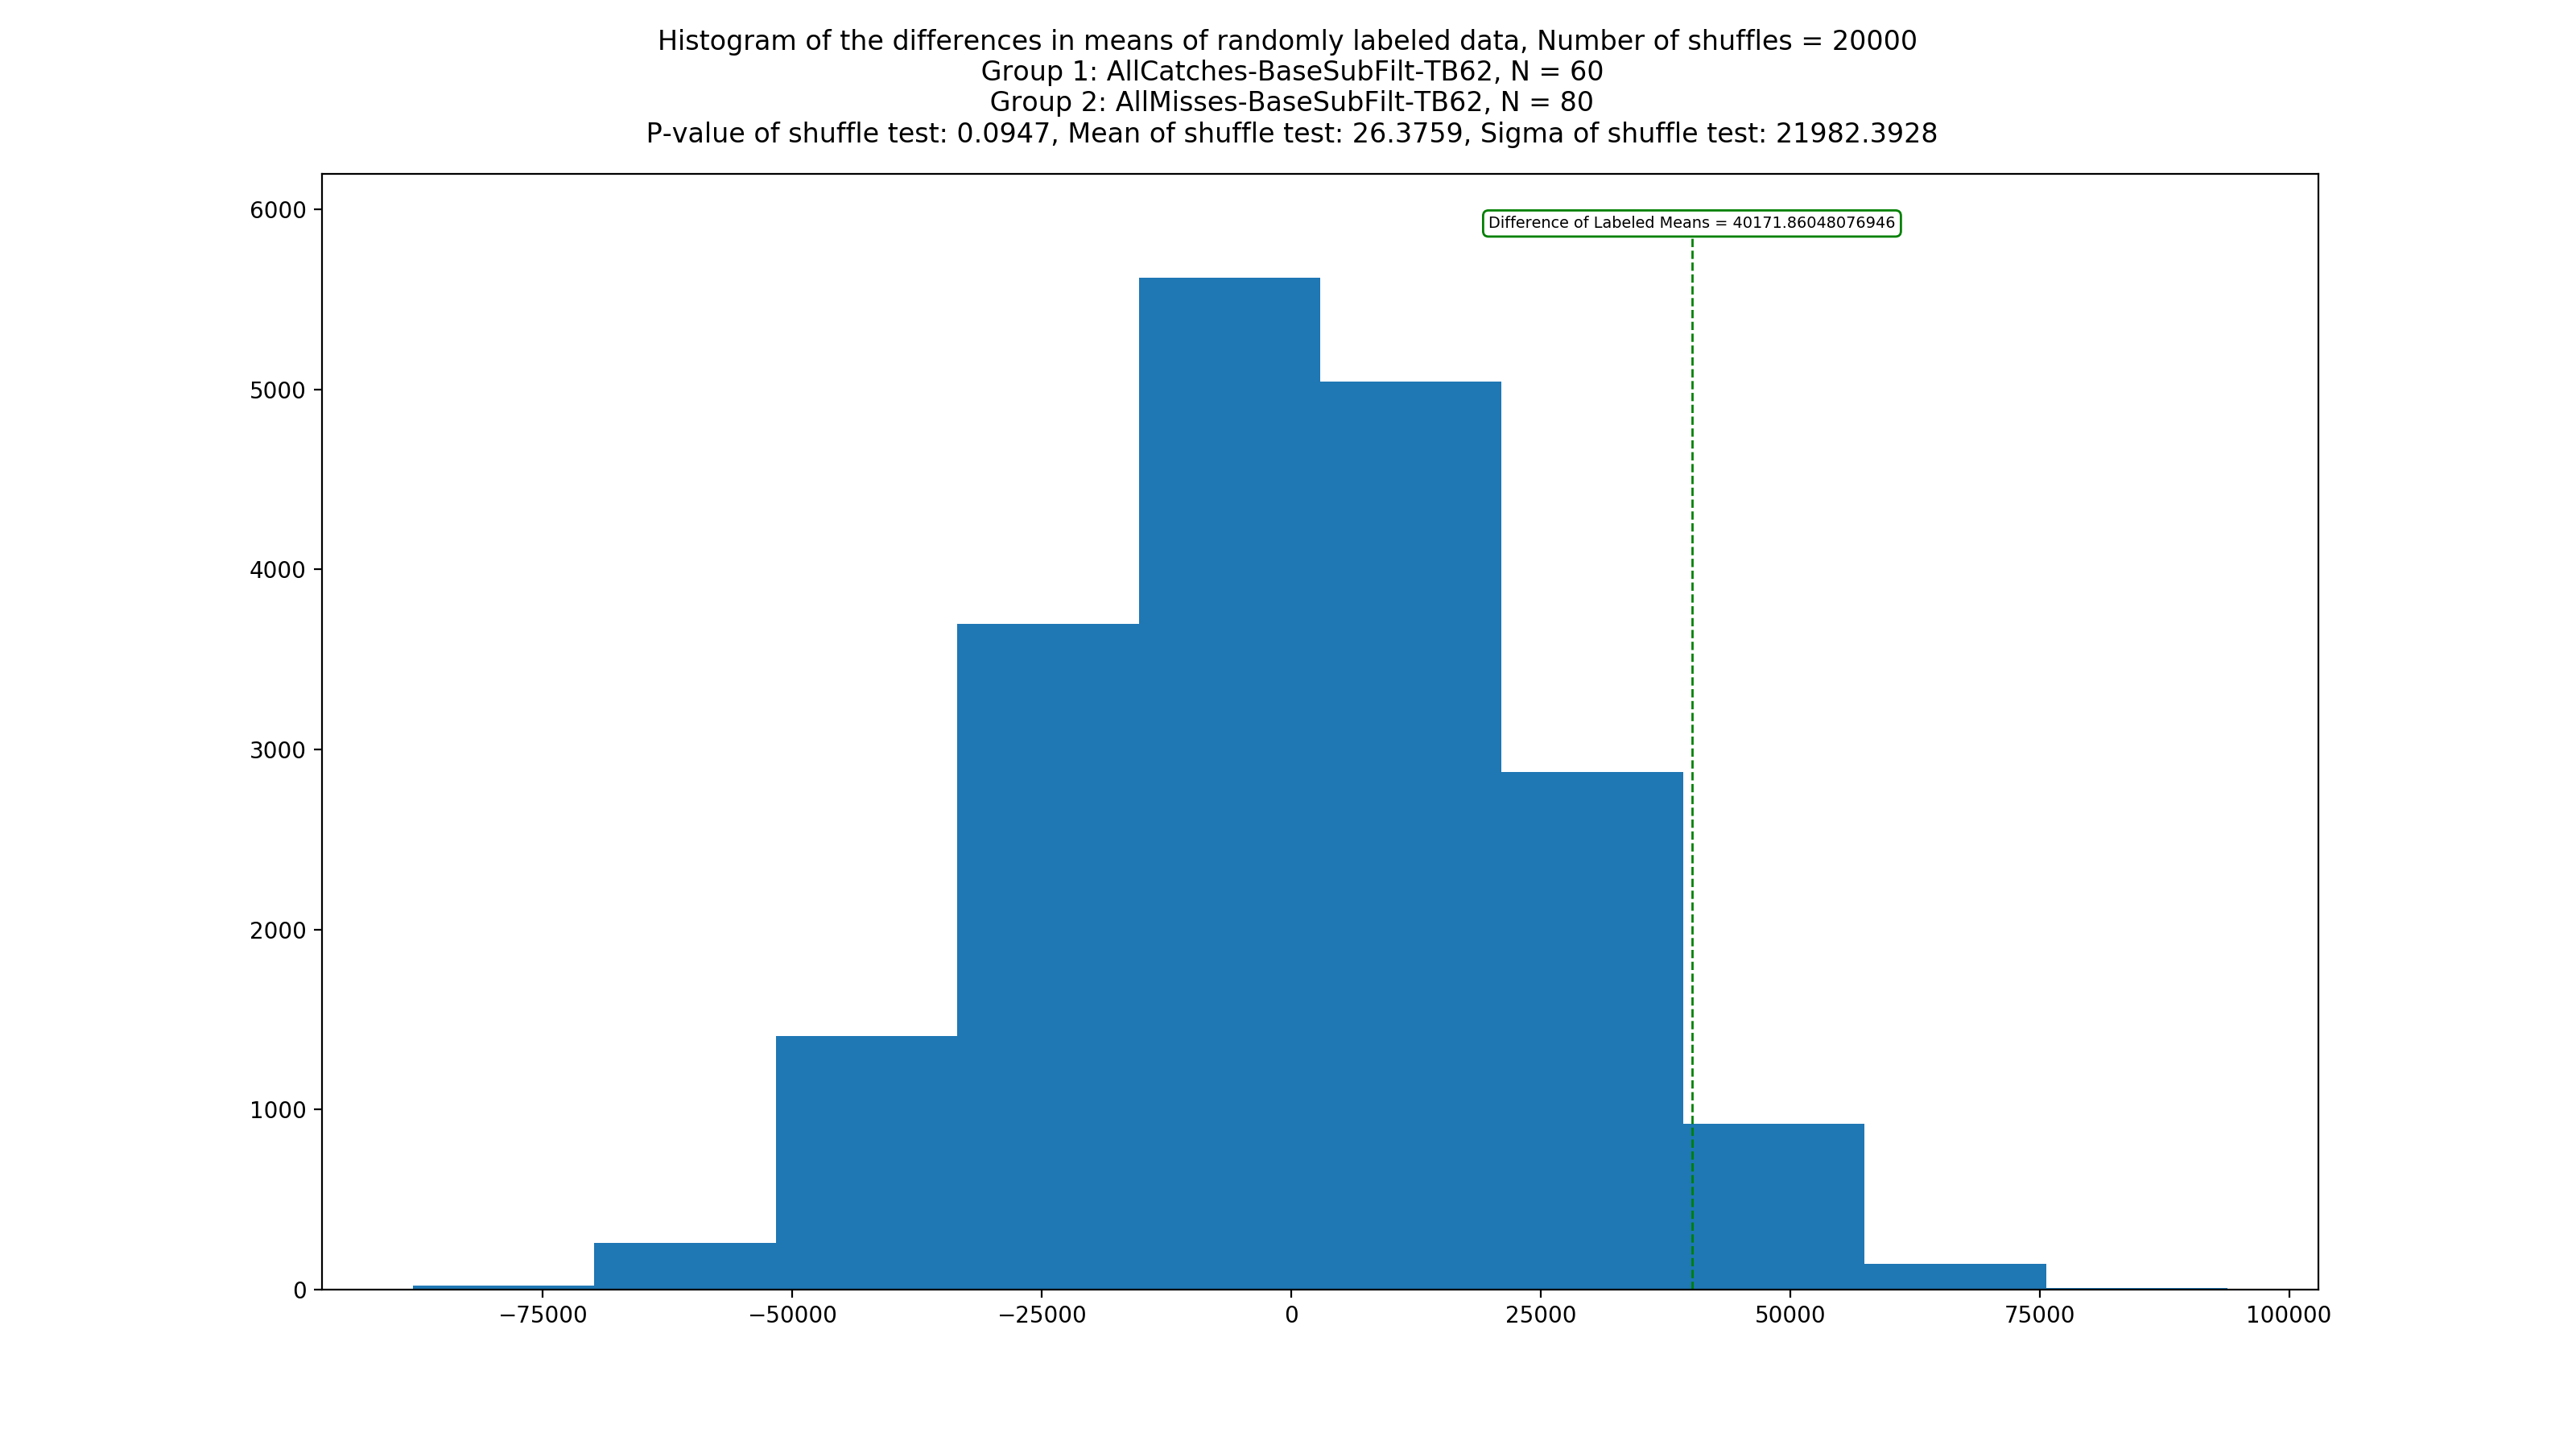 Histogram of the differences in means of randomly labeled data, Number of shuffles = 20000
Group 1: AllCatches-BaseSubFilt-TB62, N = 60
Group 2: AllMisses-BaseSubFilt-TB62, N = 80
P-value of shuffle test: 0.0947, Mean of shuffle test: 26.3759, Sigma of shuffle test: 21982.3928
6000
Difference of Labeled Means = 40171.86048076946
5000
4000
3000
2000
1000
0
−75000 −50000 −25000 0 25000 50000 75000 100000